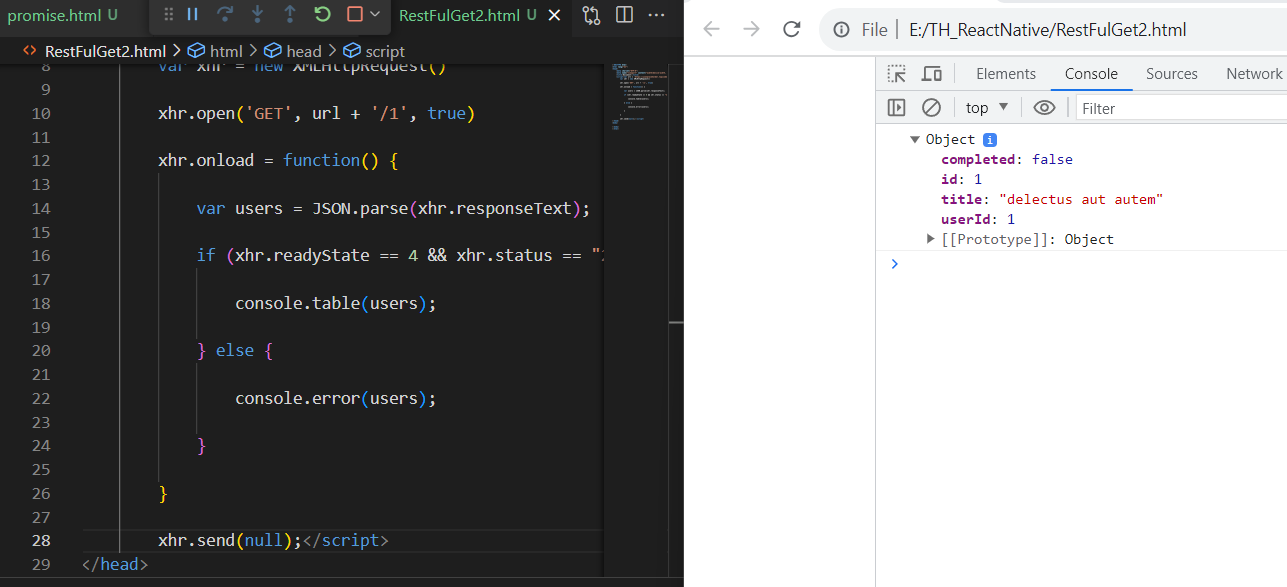 promise.html U
RestFulGet2.html U
RestFulGet2.html > html > head > script
8 var xhr = new XMLHttpRequest()
9
10 xhr.open('GET', url + '/1', true)
11
12 xhr.onload = function() {
13
14 var users = JSON.parse(xhr.responseText);
15
16 if (xhr.readyState == 4 && xhr.status == "
17
18 console.table(users);
19
20 } else {
21
22 console.error(users);
23
24 }
25
26 }
27
28 xhr.send(null);</script>
29 </head>
File | E:/TH_ReactNative/RestFulGet2.html
Elements Console Sources Network
top Filter
Object i
completed: false
id: 1
title: "delectus aut autem"
userId: 1
[[Prototype]]: Object